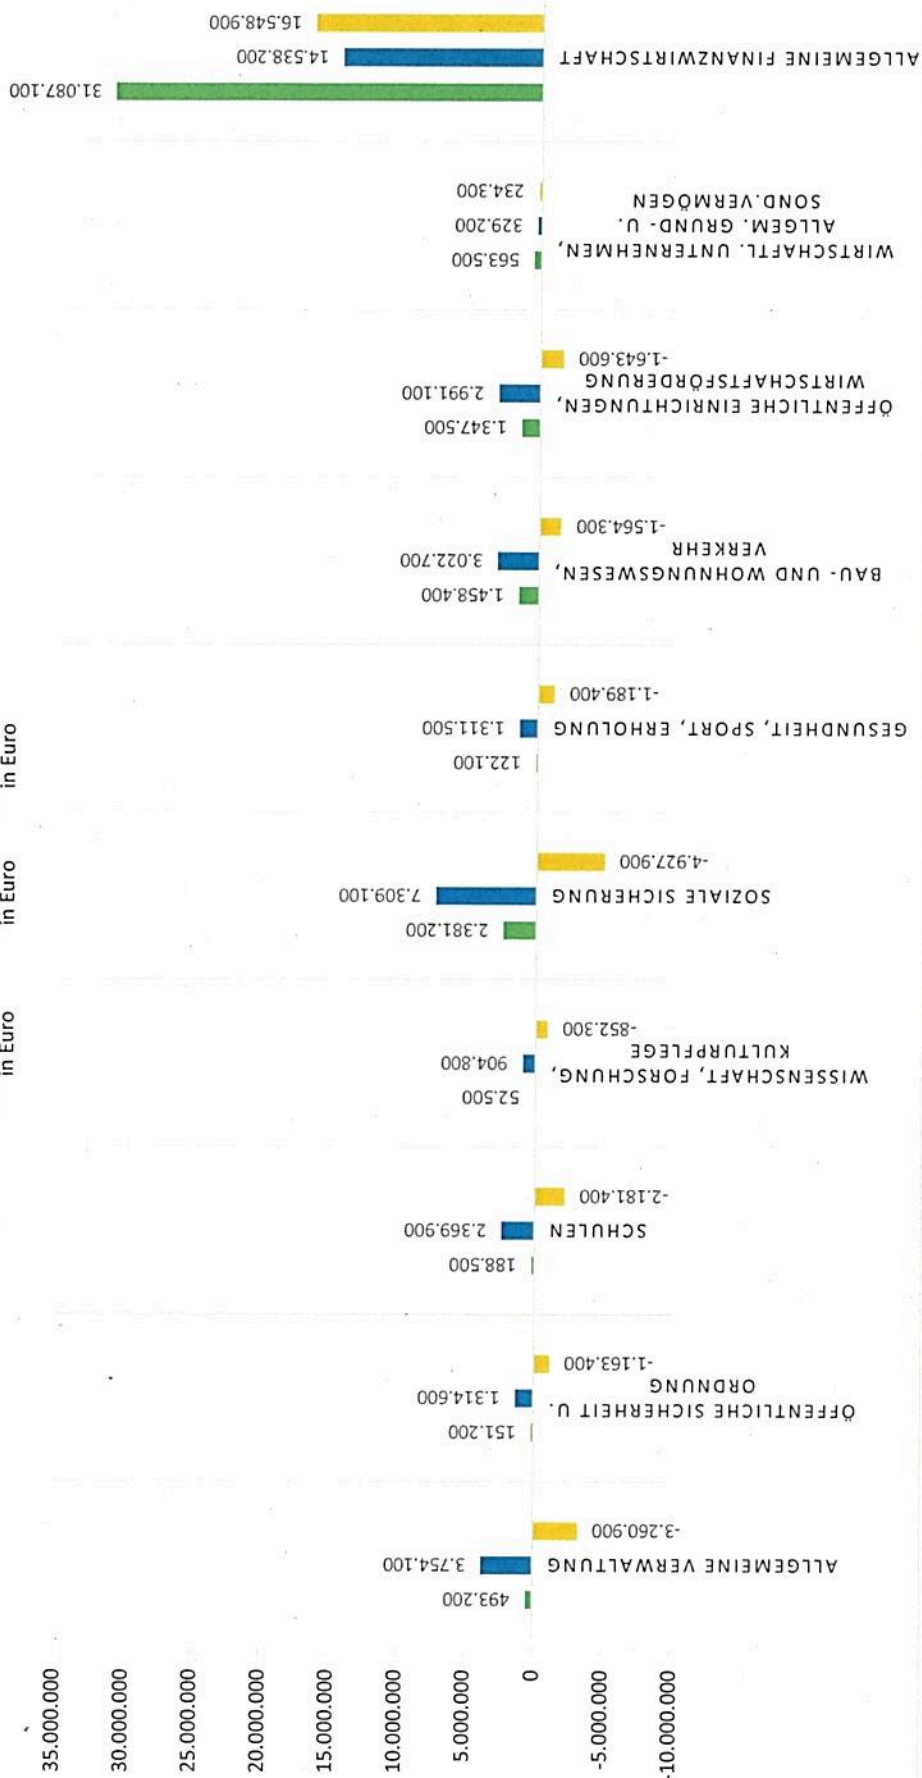 in Euro
in Euro
in Euro
35.000.000
30.000.000
25.000.000
20.000.000
15.000.000
10.000.000
5.000.000
0
-5.000.000
-10.000.000
493.200
3.754.100
-3.260.900
ALLGEMEINE VERWALTUNG
151.200
1.314.600
-1.163.400
ÖFFENTLICHE SICHERHEIT U.
ORDNUNG
188.500
2.369.900
-2.181.400
SCHULEN
52.500
904.800
-852.300
WISSENSCHAFT, FORSCHUNG,
KULTURPFLEGE
2.381.200
7.309.100
-4.927.900
SOZIALE SICHERUNG
122.100
1.311.500
-1.189.400
GESUNDHEIT, SPORT, ERHOLUNG
1.458.400
3.022.700
-1.564.300
BAU- UND WOHNUNGSWESEN,
VERKEHR
1.347.500
2.991.100
-1.643.600
ÖFFENTLICHE EINRICHTUNGEN,
WIRTSCHAFTSFÖRDERUNG
563.500
329.200
234.300
WIRTSCHAFTL. UNTERNEHMEN,
ALLGEM. GRUND- U.
SOND.VERMÖGEN
31.087.100
14.538.200
16.548.900
ALLGEMEINE FINANZWIRTSCHAFT